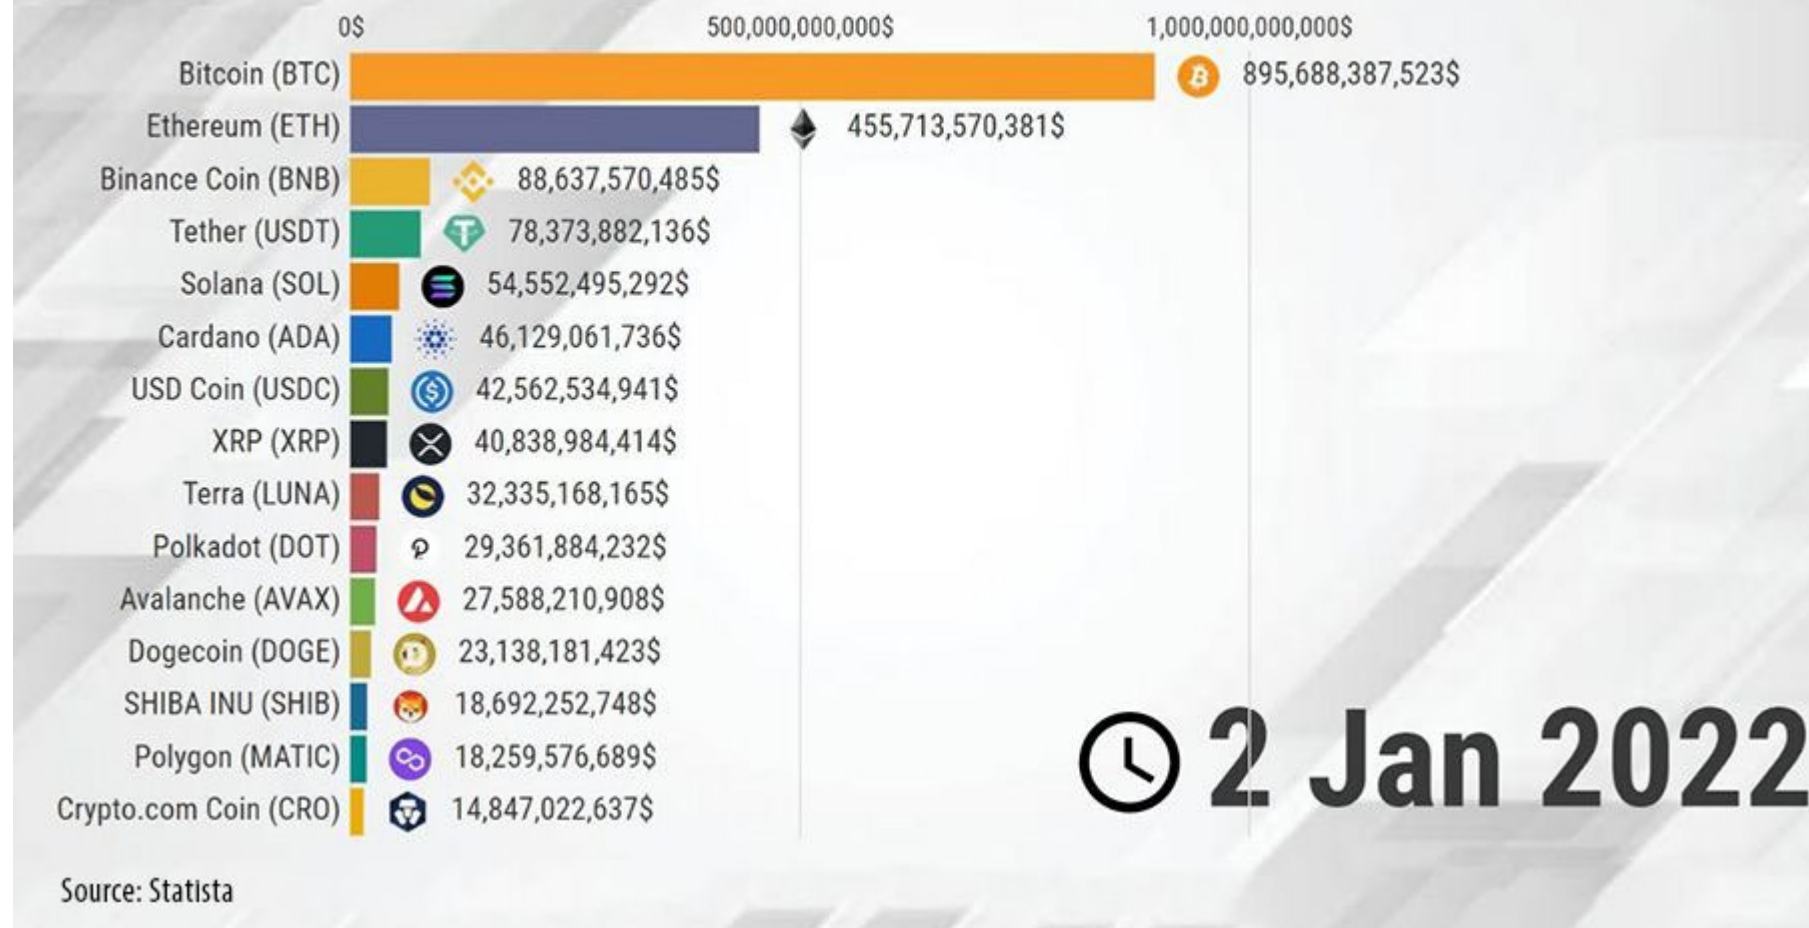 0$ 500,000,000,000$ 1,000,000,000,000$
Bitcoin (BTC) 895,688,387,523$
Ethereum (ETH) 455,713,570,381$
Binance Coin (BNB) 88,637,570,485$
Tether (USDT) 78,373,882,136$
Solana (SOL) 54,552,495,292$
Cardano (ADA) 46,129,061,736$
USD Coin (USDC) 42,562,534,941$
XRP (XRP) 40,838,984,414$
Terra (LUNA) 32,335,168,165$
Polkadot (DOT) 29,361,884,232$
Avalanche (AVAX) 27,588,210,908$
Dogecoin (DOGE) 23,138,181,423$
SHIBA INU (SHIB) 18,692,252,748$
Polygon (MATIC) 18,259,576,689$
Crypto.com Coin (CRO) 14,847,022,637$
2 Jan 2022
Source: Statista